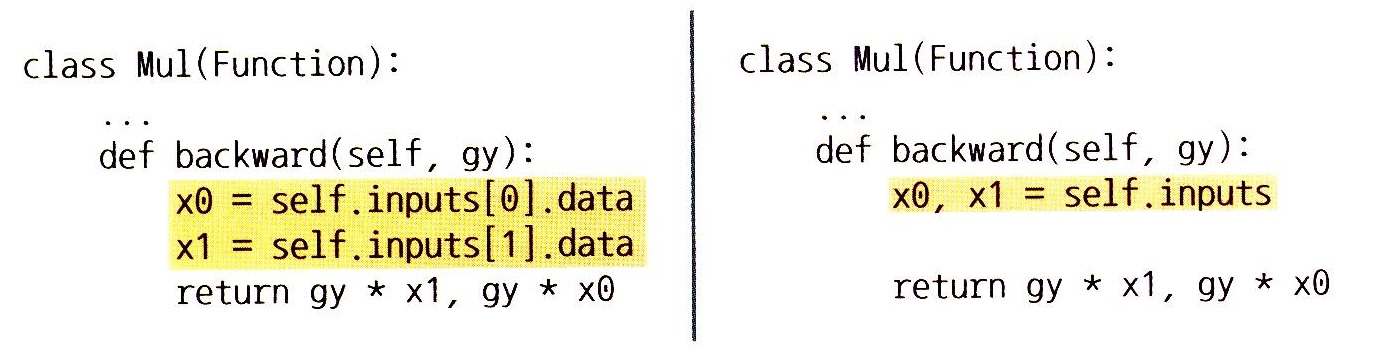 class Mul(Function):
    ...
    def backward(self, gy):
        x0 = self.inputs[0].data
        x1 = self.inputs[1].data
        return gy * x1, gy * x0
class Mul(Function):
    ...
    def backward(self, gy):
        x0, x1 = self.inputs
        return gy * x1, gy * x0